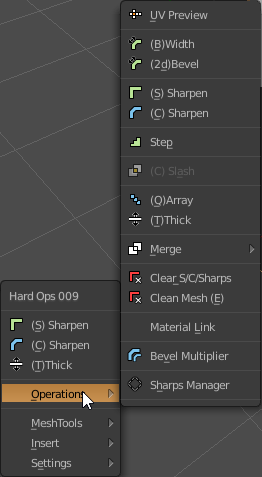 UV Preview
(B)Width
(2d)Bevel
(S) Sharpen
(C) Sharpen
Step
(C) Slash
(Q)Array
(T)Thick
Merge
Clear S/C/Sharps
Clean Mesh (E)
Material Link
Bevel Multiplier
Sharps Manager
Hard Ops 009
(S) Sharpen
(C) Sharpen
(T)Thick
Operations
MeshTools
Insert
Settings